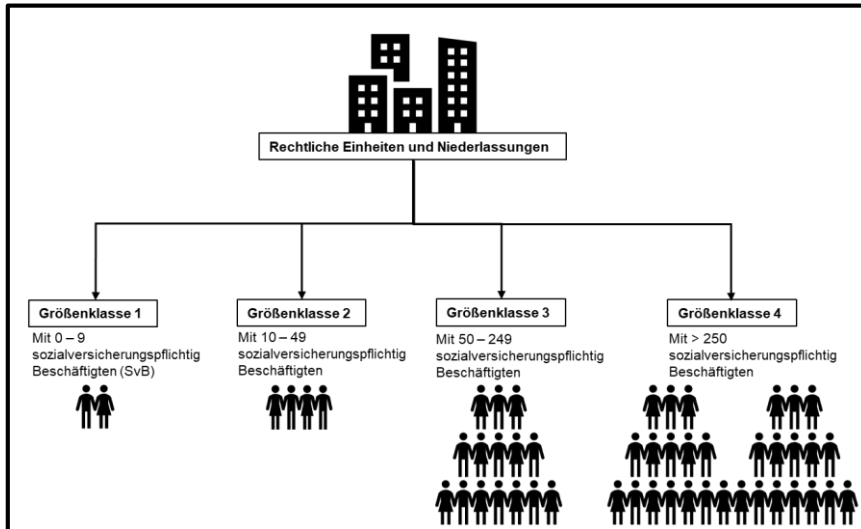 Rechtliche Einheiten und Niederlassungen
Größenklasse 1
Mit 0 – 9
sozialversicherungspflichtig
Beschäftigten (SvB)
Größenklasse 2
Mit 10 – 49
sozialversicherungspflichtig
Beschäftigten
Größenklasse 3
Mit 50 – 249
sozialversicherungspflichtig
Beschäftigten
Größenklasse 4
Mit > 250
sozialversicherungspflichtig
Beschäftigten